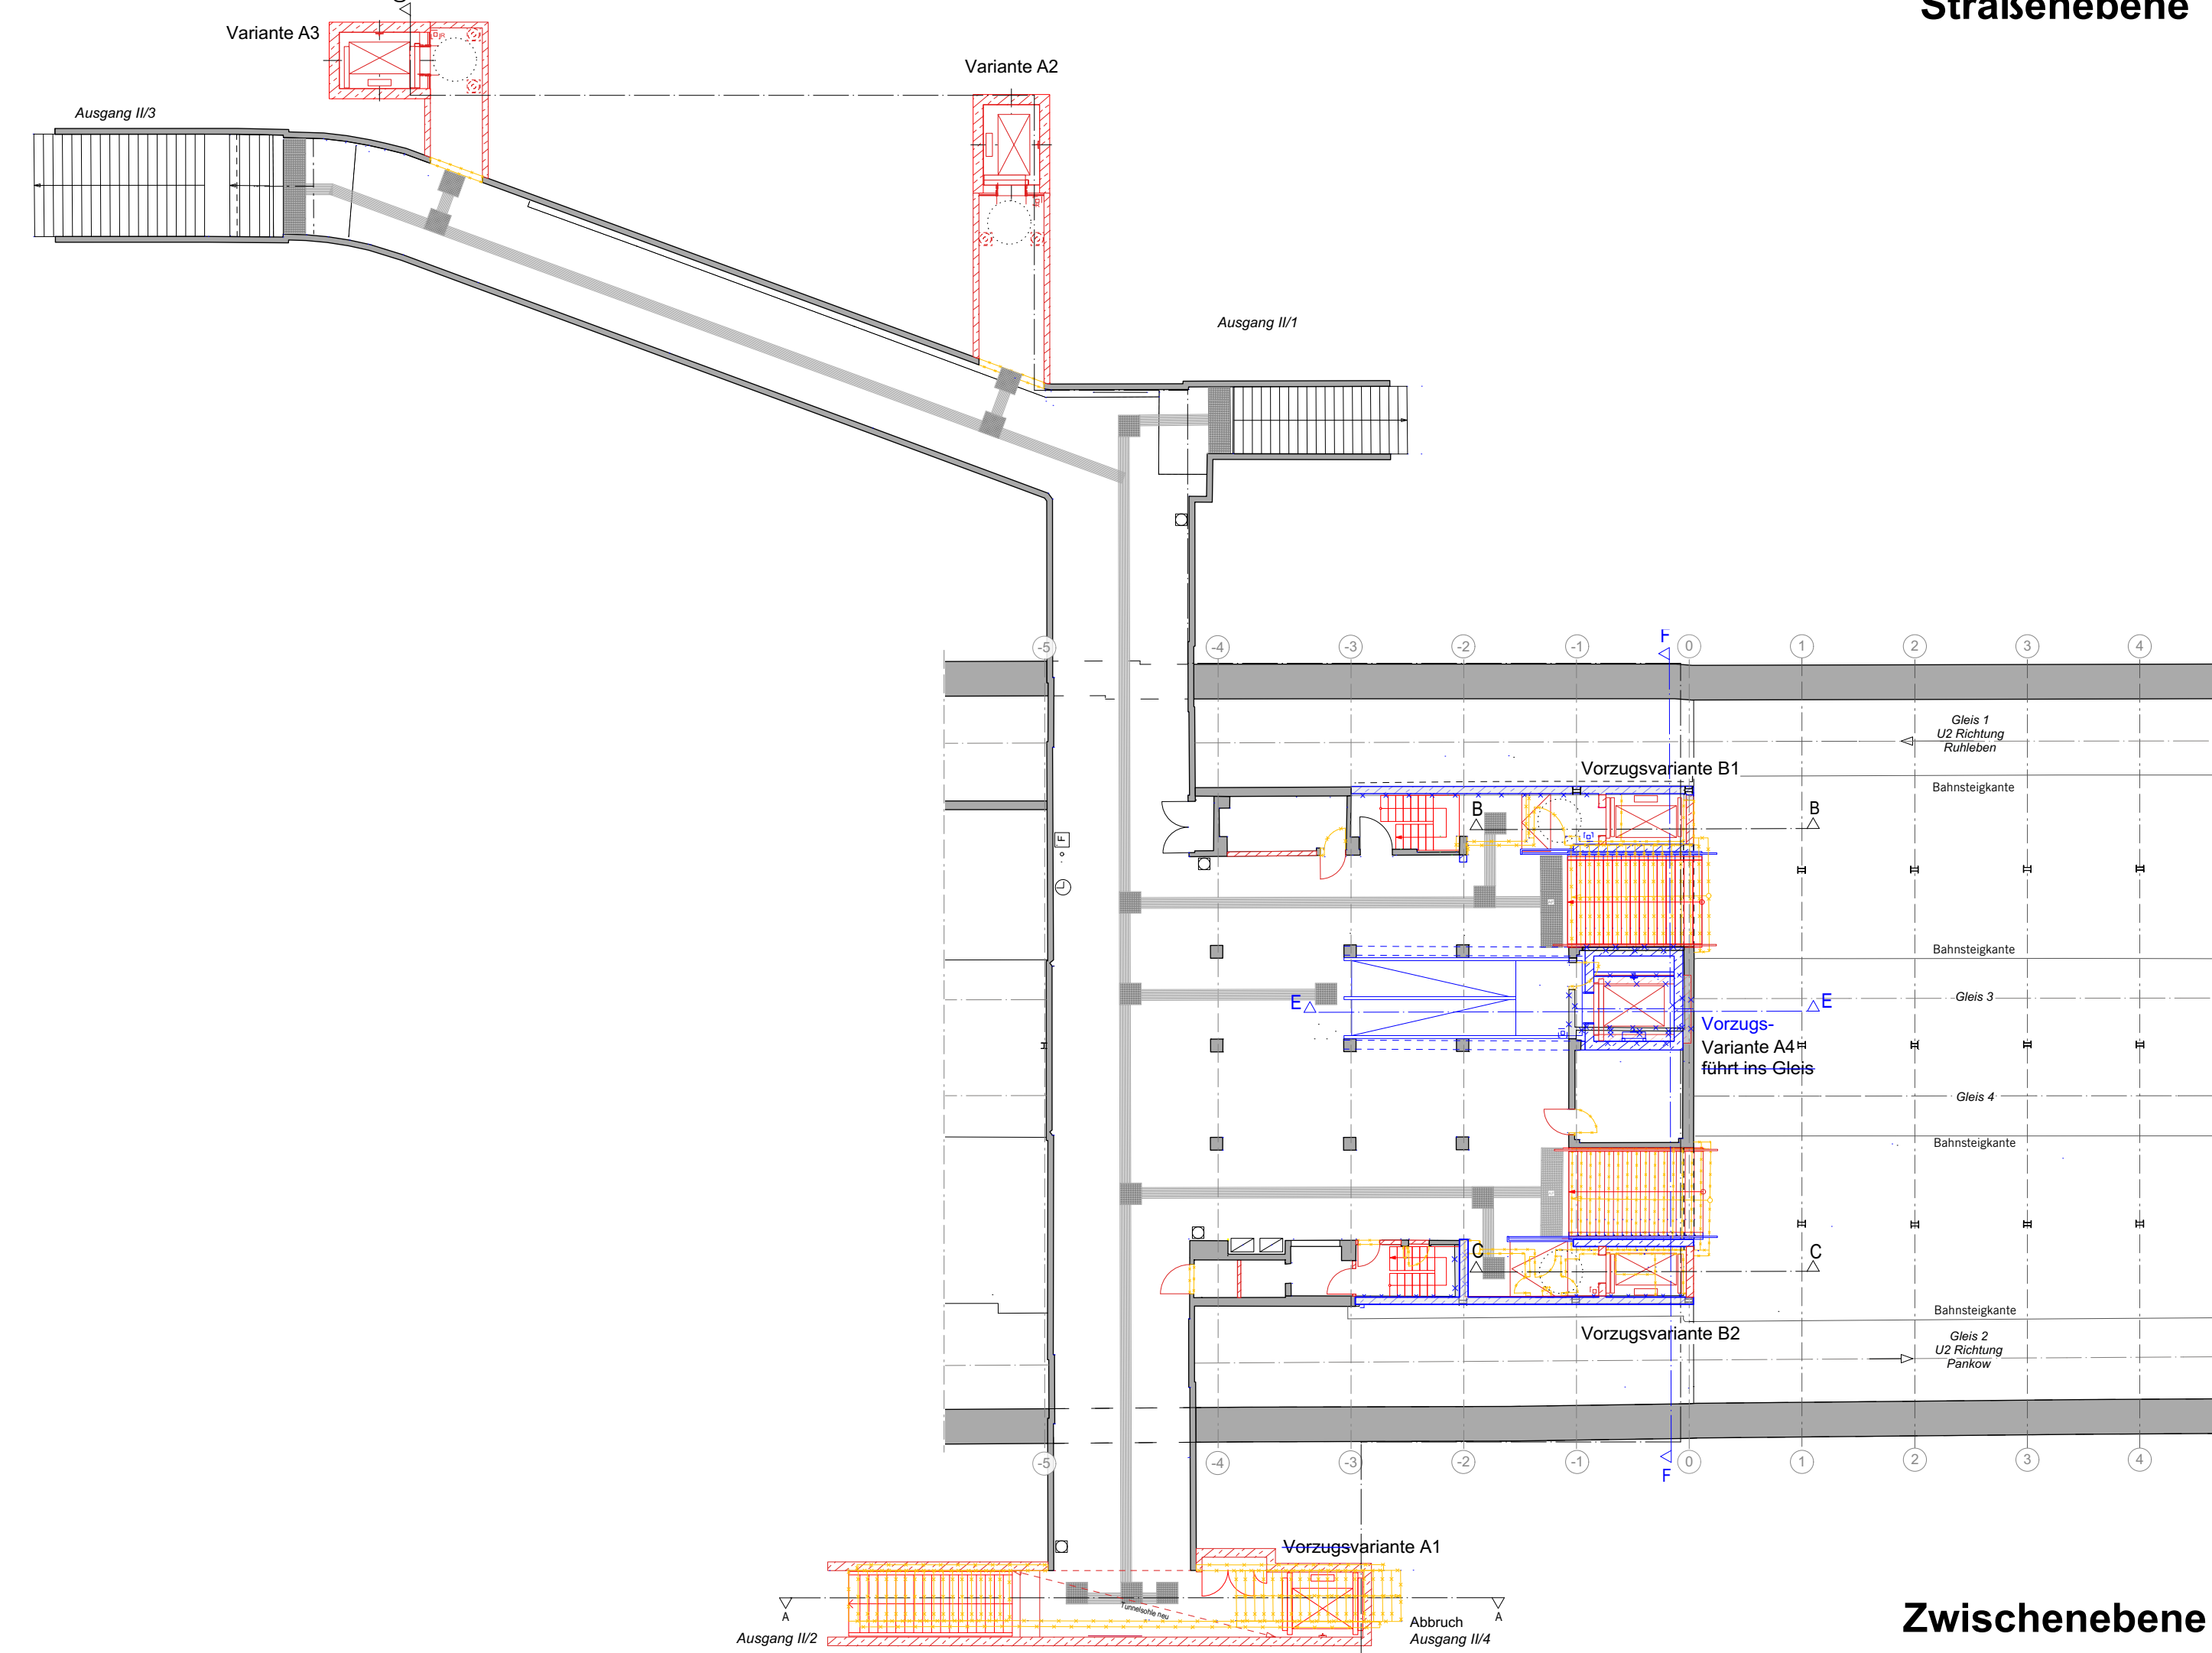 Straßenebene
Variante A3
Variante A2
Ausgang II/3
Ausgang II/1
F
-5
-4
-3
-2
-1
0
1
2
3
4
Gleis 1
U2 Richtung
Ruhleben
Vorzugsvariante B1
Bahnsteigkante
B
B
F
Bahnsteigkante
E
E
Gleis 3
Vorzugs-
Variante A4
führt ins Gleis
Gleis 4
Bahnsteigkante
C
C
Bahnsteigkante
Vorzugsvariante B2
Gleis 2
U2 Richtung
Pankow
-5
-4
-3
-2
-1
0
1
2
3
4
F
Vorzugsvariante A1
Tunnelsohle neu
A
A
Abbruch
Ausgang II/2
Ausgang II/4
Zwischenebene